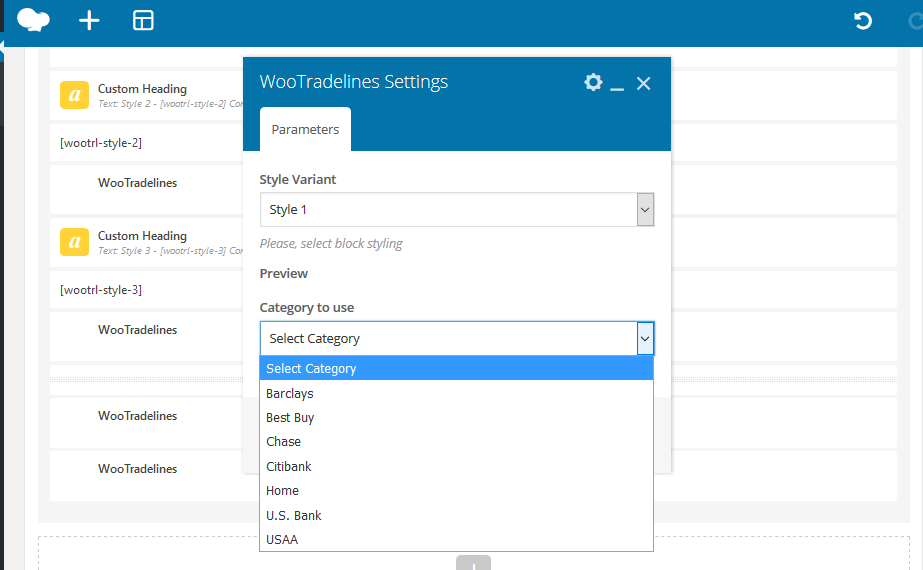 WooTradelines Settings
Parameters
Custom Heading
Text: Style 2 - [wootrl-style-2] Cor
[wootrl-style-2]
WooTradelines
Custom Heading
Text: Style 3 - [wootrl-style-3] Cor
[wootrl-style-3]
WooTradelines
WooTradelines
WooTradelines
Style Variant
Style 1
Please, select block styling
Preview
Category to use
Select Category
Select Category
Barclays
Best Buy
Chase
Citibank
Home
U.S. Bank
USAA